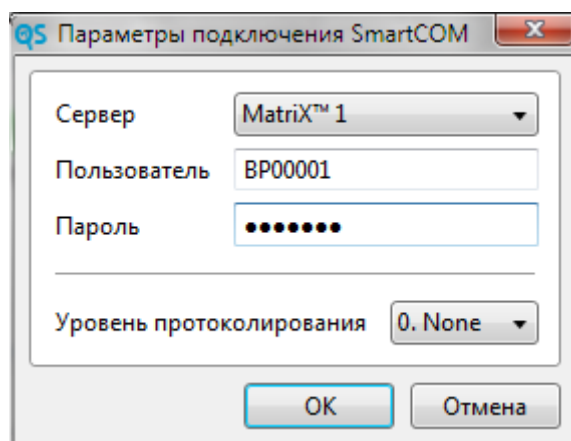 QS Параметры подключения SmartCOM
Сервер MatriX™ 1
Пользователь BP00001
Пароль •••••••
Уровень протоколирования 0. None
OK Отмена